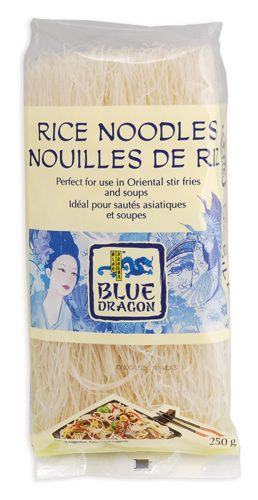 RICE NOODLES
NOUILLES DE RIZ
Perfect for use in Oriental stir fries
and soups
Idéal pour sautés asiatiques
et soupes
BLUE
DRAGON
250 g